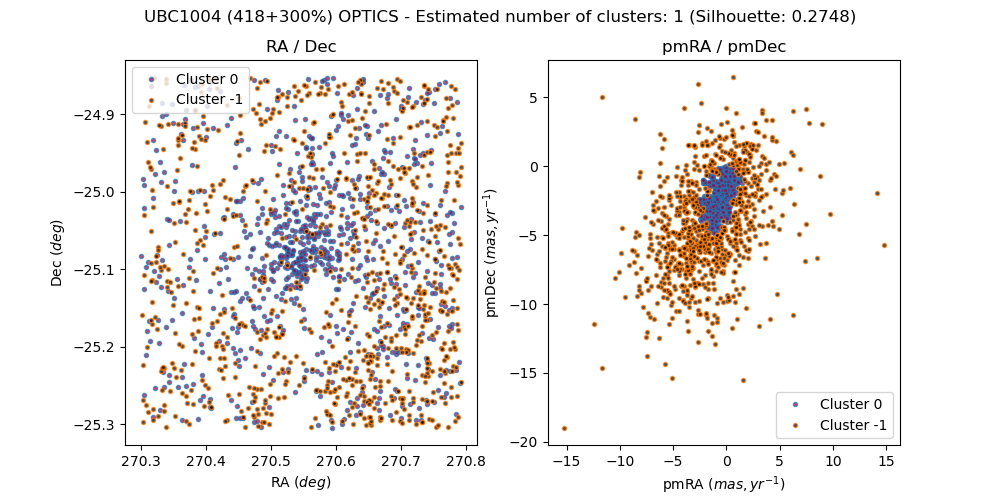 UBC1004 (418+300%) OPTICS - Estimated number of clusters: 1 (Silhouette: 0.2748)
RA / Dec
Cluster 0
Cluster -1
−24.9
−25.0
−25.1
−25.2
−25.3
Dec (deg)
270.3 270.4 270.5 270.6 270.7 270.8
RA (deg)
pmRA / pmDec
5
0
−5
−10
−15
−20
pmDec (mas, yr⁻¹)
Cluster 0
Cluster -1
−15 −10 −5 0 5 10 15
pmRA (mas, yr⁻¹)